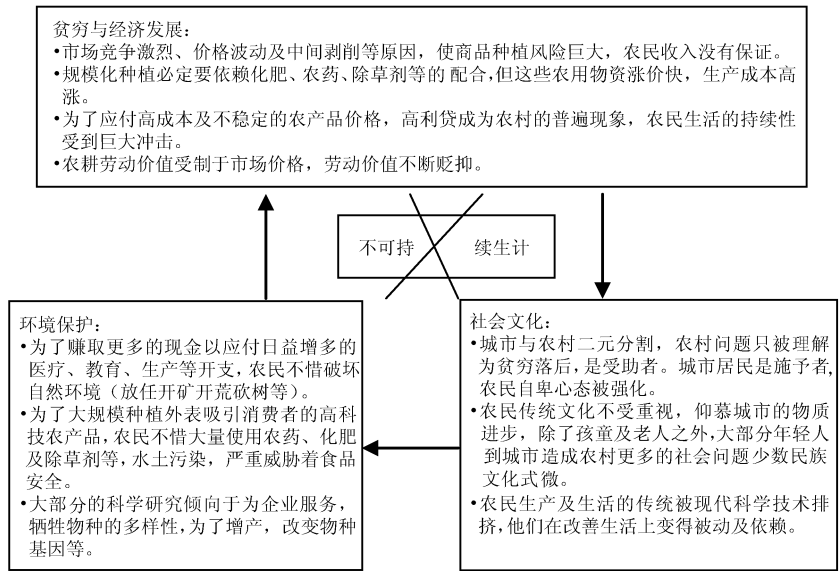 贫穷与经济发展：
•市场竞争激烈、价格波动及中间剥削等原因，使商品种植风险巨大，农民收入没有保证。
•规模化种植必定要依赖化肥、农药、除草剂等的 配合,但这些农用物资涨价快，生产成本高
涨。
•为了应付高成本及不稳定的农产品价格，高利贷成为农村的普遍现象，农民生活的持续性
受到巨大冲击。
•农耕劳动价值受制于市场价格，劳动价值不断贬抑。
不可持 续生计
环境保护：
•为了赚取更多的现金以应付日益增多的
医疗、教育、生产等开支，农民不惜破坏
自然环境（放任开矿开荒砍树等）。
•为了大规模种植外表吸引消费者的高科
技农产品，农民不惜大量使用农药、化肥
及除草剂等，水土污染，严重威胁着食品
安全。
•大部分的科学研究倾向于为企业服务，
牺牲物种的多样性，为了增产，改变物种
基因等。
社会文化：
•城市与农村二元分割，农村问题只被理解
为贫穷落后，是受助者。城市居民是施予者,
农民自卑心态被强化。
•农民传统文化不受重视，仰慕城市的物质
进步，除了孩童及老人之外,大部分年轻人
到城市造成农村更多的社会问题少数民族
文化式微。
•农民生产及生活的传统被现代科学技术排
挤，他们在改善生活上变得被动及依赖。